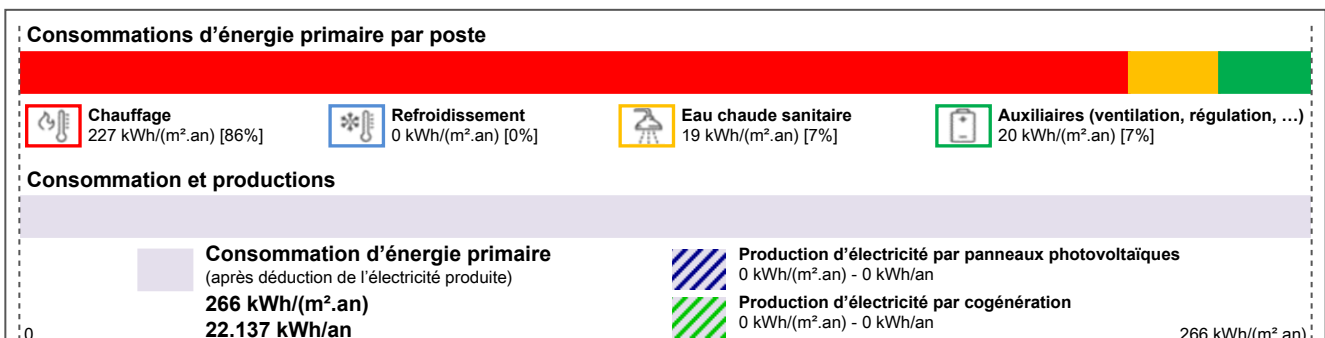 Consommations d’énergie primaire par poste
Chauffage
227 kWh/(m².an) [86%]
Refroidissement
0 kWh/(m².an) [0%]
Eau chaude sanitaire
19 kWh/(m².an) [7%]
Auxiliaires (ventilation, régulation, …)
20 kWh/(m².an) [7%]
Consommation et productions
Consommation d’énergie primaire
(après déduction de l’électricité produite)
266 kWh/(m².an)
22.137 kWh/an
Production d’électricité par panneaux photovoltaïques
0 kWh/(m².an) - 0 kWh/an
Production d’électricité par cogénération
0 kWh/(m².an) - 0 kWh/an
0
266 kWh/(m².an)